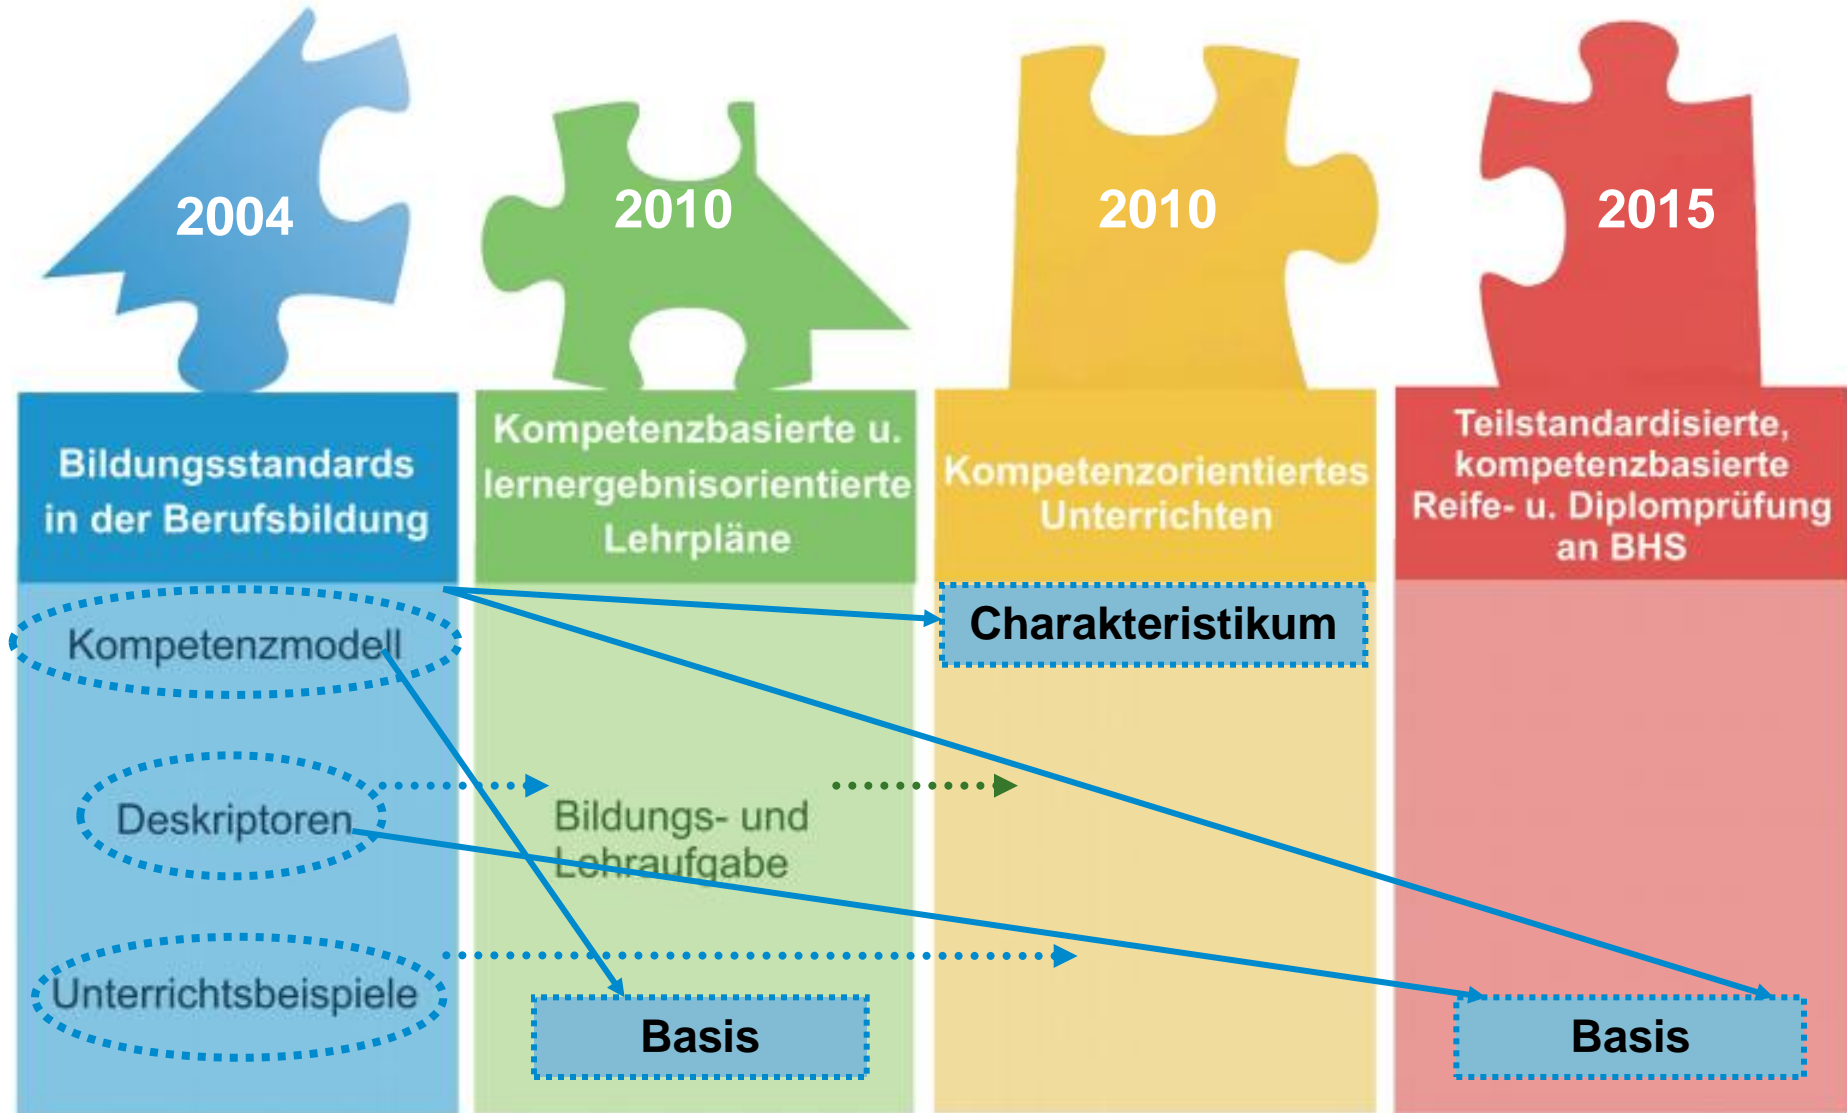 2004
2010
2010
2015
Bildungsstandards
in der Berufsbildung
Kompetenzbasierte u.
lernergebnisorientierte
Lehrpläne
Kompetenzorientiertes
Unterrichten
Teilstandardisierte,
kompetenzbasierte
Reife- u. Diplomprüfung
an BHS
Kompetenzmodell
Charakteristikum
Deskriptoren
Bildungs- und
Lehraufgabe
Unterrichtsbeispiele
Basis
Basis